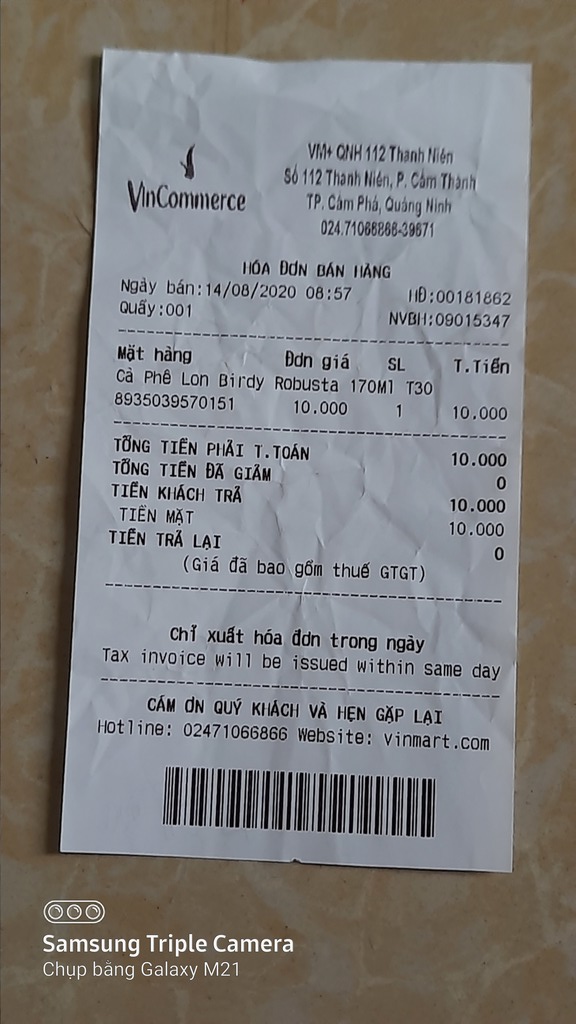 VinCommerce
VM+ QNH 112 Thanh Niên
Số 112 Thanh Niên, P. Cẩm Thành
TP. Cẩm Phả, Quảng Ninh
024.71066866-39671
HÓA ĐƠN BÁN HÀNG
Ngày bán:14/08/2020 08:57 HĐ:00181862
Quầy:001 NVBH:09015347
Mặt hàng Đơn giá SL T.Tiền
Cà Phê Lon Birdy Robusta 170Ml T30
8935039570151 10.000 1 10.000
TỔNG TIỀN PHẢI T.TOÁN 10.000
TỔNG TIỀN ĐÃ GIẢM 0
TIỀN KHÁCH TRẢ 10.000
TIỀN MẶT 10.000
TIỀN TRẢ LẠI 0
(Giá đã bao gồm thuế GTGT)
Chỉ xuất hóa đơn trong ngày
Tax invoice will be issued within same day
CẢM ƠN QUÝ KHÁCH VÀ HẸN GẶP LẠI
Hotline: 02471066866 Website: vinmart.com
Samsung Triple Camera
Chụp bằng Galaxy M21